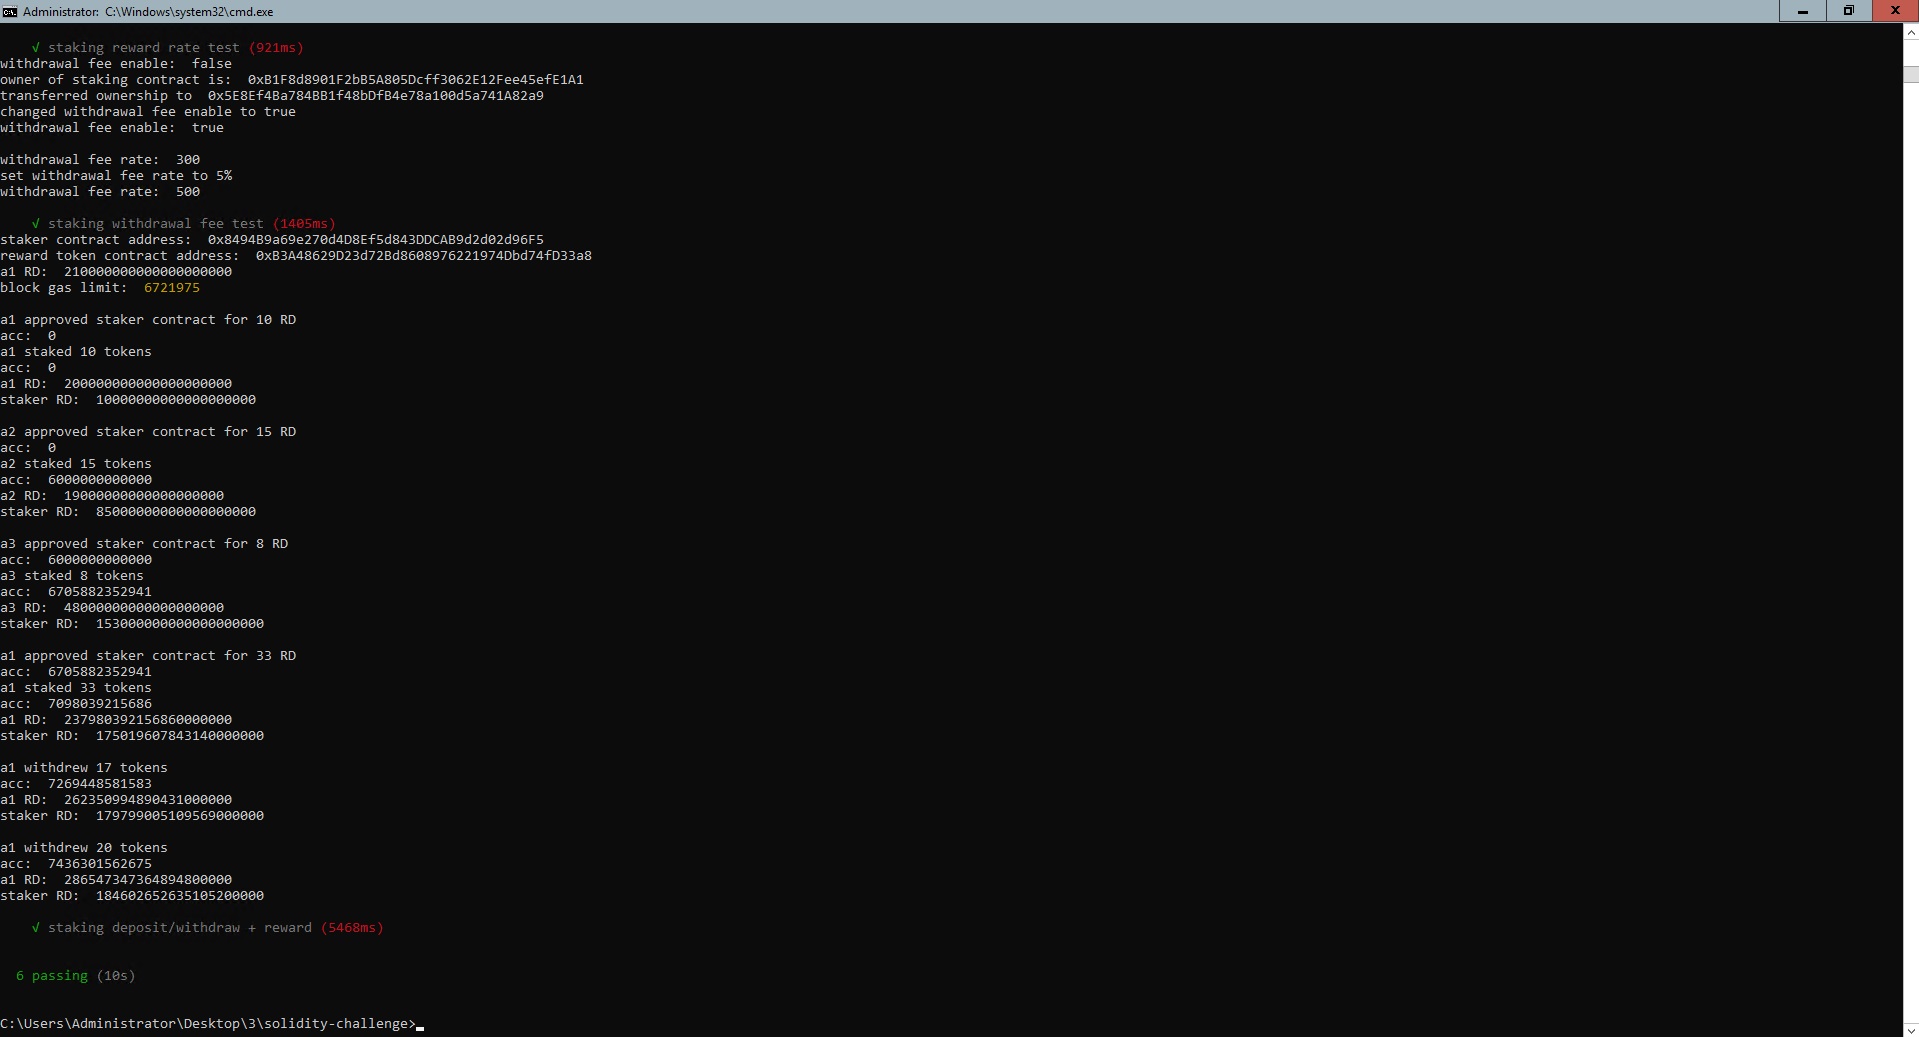 Administrator: C:\Windows\system32\cmd.exe
√ staking reward rate test (921ms)
withdrawal fee enable:  false
owner of staking contract is:  0xB1F8d8901F2bB5A805Dcff3062E12Fee45efE1A1
transferred ownership to  0x5E8Ef4Ba784BB1f48bDfB4e78a100d5a741A82a9
changed withdrawal fee enable to true
withdrawal fee enable:  true
withdrawal fee rate:  300
set withdrawal fee rate to 5%
withdrawal fee rate:  500
√ staking withdrawal fee test (1405ms)
staker contract address:  0x8494B9a69e270d4D8Ef5d843DDCAB9d2d02d96F5
reward token contract address:  0xB3A48629D23d72Bd8608976221974Dbd74fD33a8
a1 RD:  210000000000000000000
block gas limit:  6721975
a1 approved staker contract for 10 RD
acc:  0
a1 staked 10 tokens
acc:  0
a1 RD:  200000000000000000000
staker RD:  10000000000000000000
a2 approved staker contract for 15 RD
acc:  0
a2 staked 15 tokens
acc:  6000000000000
a2 RD:  19000000000000000000
staker RD:  85000000000000000000
a3 approved staker contract for 8 RD
acc:  6000000000000
a3 staked 8 tokens
acc:  6705882352941
a3 RD:  48000000000000000000
staker RD:  153000000000000000000
a1 approved staker contract for 33 RD
acc:  6705882352941
a1 staked 33 tokens
acc:  7098039215686
a1 RD:  237980392156860000000
staker RD:  175019607843140000000
a1 withdrew 17 tokens
acc:  7269448581583
a1 RD:  262350994890431000000
staker RD:  179799005109569000000
a1 withdrew 20 tokens
acc:  7436301562675
a1 RD:  286547347364894800000
staker RD:  184602652635105200000
√ staking deposit/withdraw + reward (5468ms)
6 passing (10s)
C:\Users\Administrator\Desktop\3\solidity-challenge>